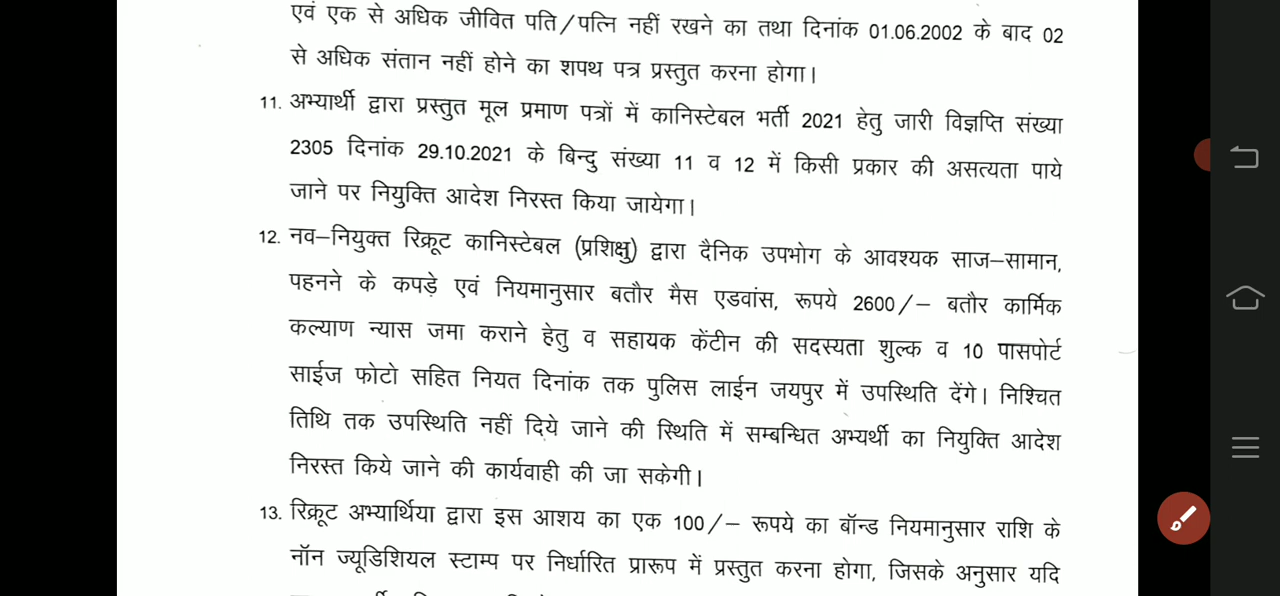 एवं एक से अधिक जीवित पति/पत्नि नहीं रखने का तथा दिनांक 01.06.2002 के बाद 02
से अधिक संतान नहीं होने का शपथ पत्र प्रस्तुत करना होगा।
11. अभ्यार्थी द्वारा प्रस्तुत मूल प्रमाण पत्रों में कानिस्टेबल भर्ती 2021 हेतु जारी विज्ञप्ति संख्या
2305 दिनांक 29.10.2021 के बिन्दु संख्या 11 व 12 में किसी प्रकार की असत्यता पाये
जाने पर नियुक्ति आदेश निरस्त किया जायेगा।
12. नव–नियुक्त रिक्रूट कानिस्टेबल (प्रशिक्षु) द्वारा दैनिक उपभोग के आवश्यक साज–सामान,
पहनने के कपड़े एवं नियमानुसार बतौर मैस एडवांस, रूपये 2600/– बतौर कार्मिक
कल्याण न्यास जमा कराने हेतु व सहायक केंटीन की सदस्यता शुल्क व 10 पासपोर्ट
साईज फोटो सहित नियत दिनांक तक पुलिस लाईन जयपुर में उपस्थिति देंगे। निश्चित
तिथि तक उपस्थिति नहीं दिये जाने की स्थिति में सम्बन्धित अभ्यर्थी का नियुक्ति आदेश
निरस्त किये जाने की कार्यवाही की जा सकेगी।
13. रिक्रूट अभ्यार्थिया द्वारा इस आशय का एक 100/– रूपये का बॉन्ड नियमानुसार राशि के
नॉन ज्यूडिशियल स्टाम्प पर निर्धारित प्रारूप में प्रस्तुत करना होगा, जिसके अनुसार यदि